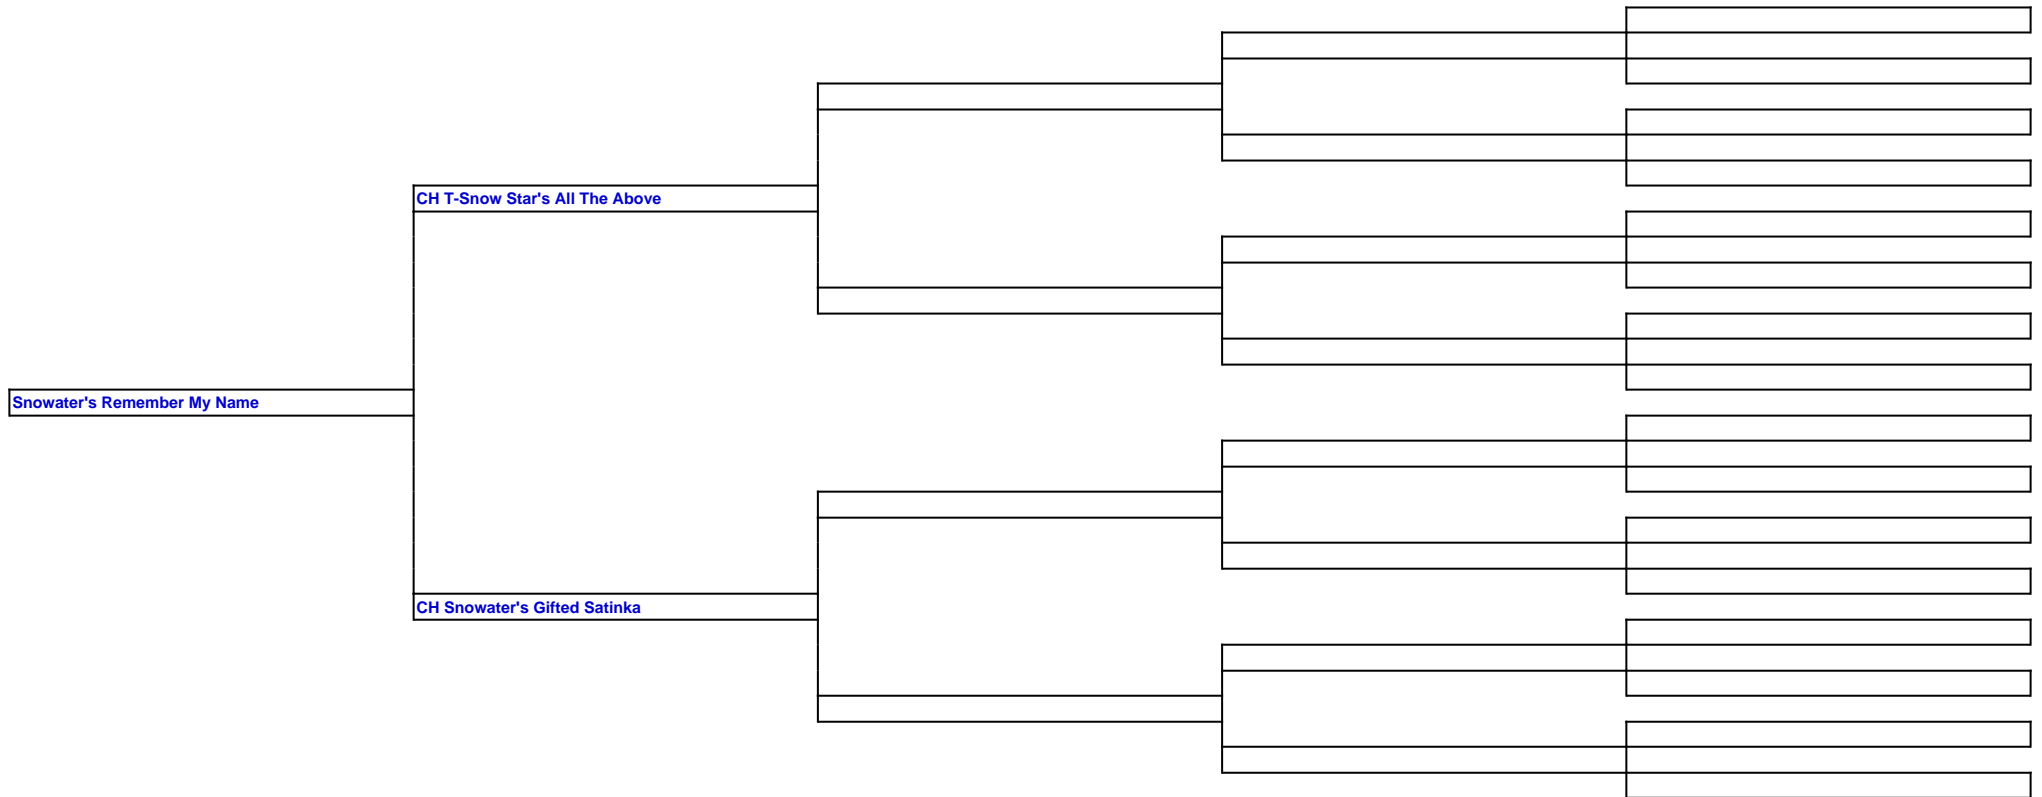 CH T-Snow Star's All The Above
Snowater's Remember My Name
CH Snowater's Gifted Satinka